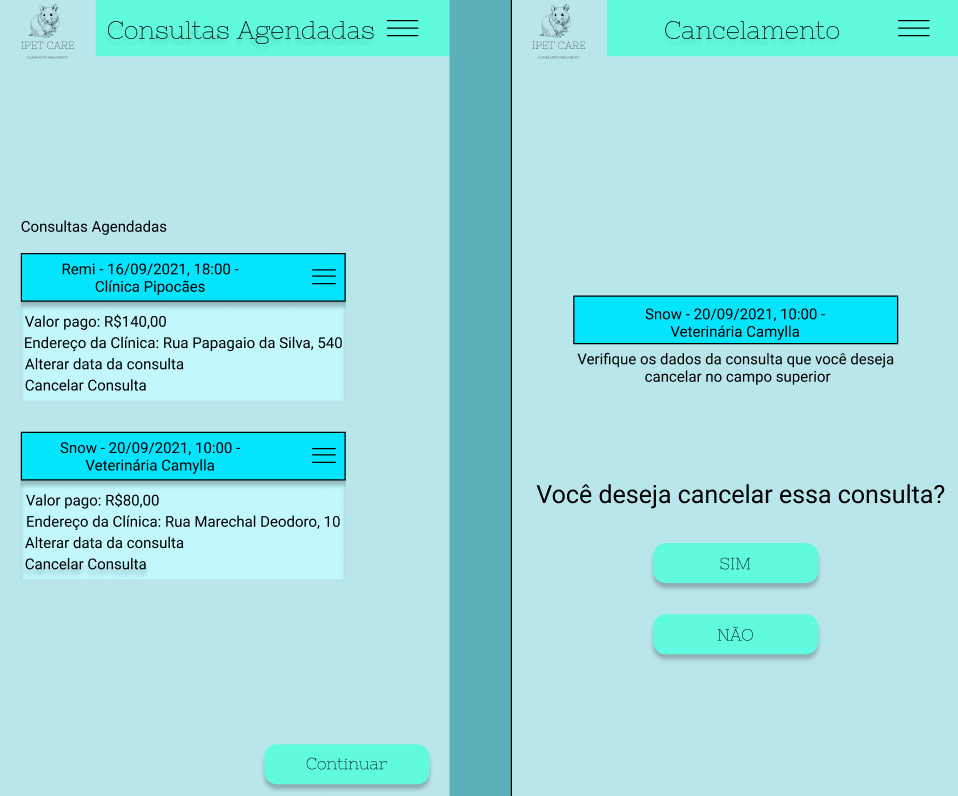 IPET CARE
Consultas Agendadas
Consultas Agendadas
Remi - 16/09/2021, 18:00 -
Clínica Pipocães
Valor pago: R$140,00
Endereço da Clínica: Rua Papagaio da Silva, 540
Alterar data da consulta
Cancelar Consulta
Snow - 20/09/2021, 10:00 -
Veterinária Camylla
Valor pago: R$80,00
Endereço da Clínica: Rua Marechal Deodoro, 10
Alterar data da consulta
Cancelar Consulta
Continuar
IPET CARE
Cancelamento
Snow - 20/09/2021, 10:00 -
Veterinária Camylla
Verifique os dados da consulta que você deseja
cancelar no campo superior
Você deseja cancelar essa consulta?
SIM
NÃO